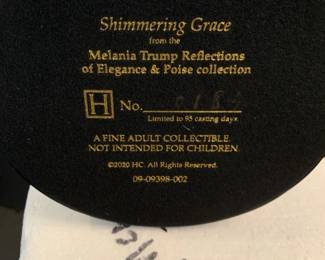 Shimmering Grace
from the
Melania Trump Reflections
of Elegance & Poise collection
H No.
Limited to 95 casting days
A FINE ADULT COLLECTIBLE.
NOT INTENDED FOR CHILDREN.
©2020 HC. All Rights Reserved.
09-09398-002